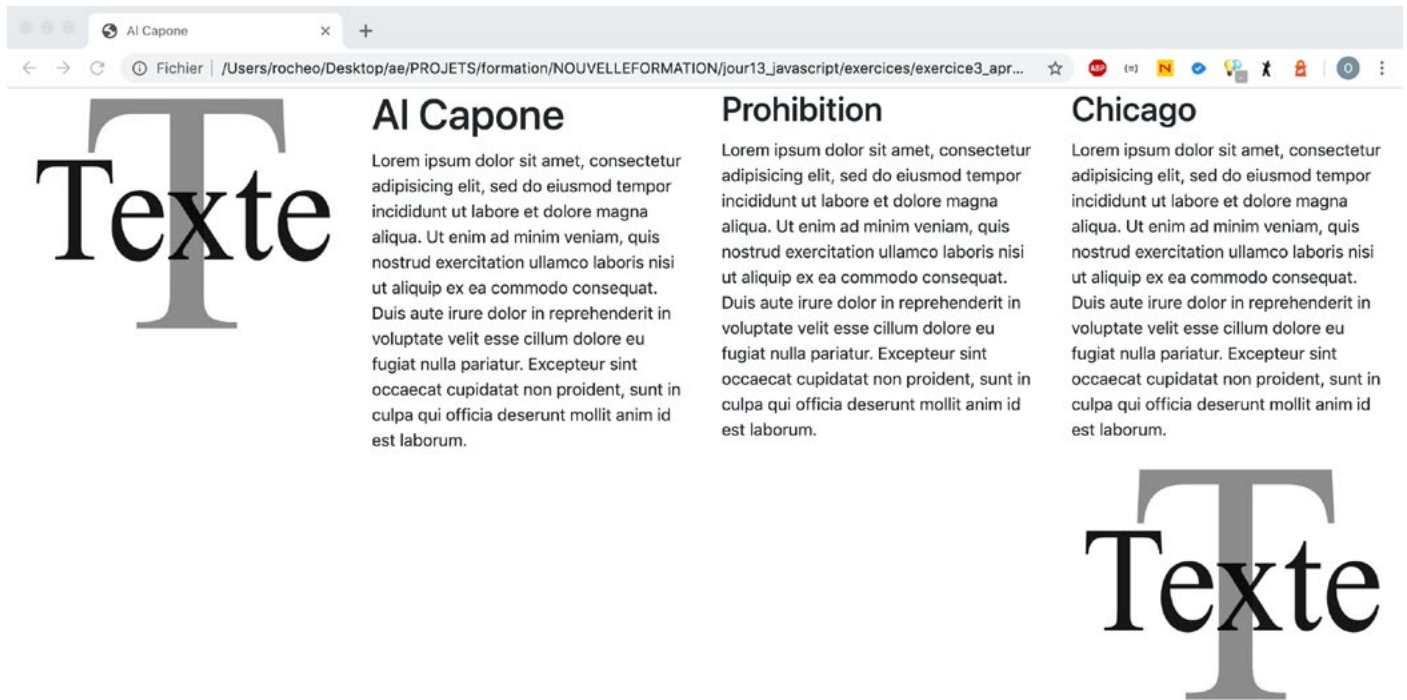 Al Capone
Fichier /Users/rocheo/Desktop/ae/PROJETS/formation/NOUVELLEFORMATION/jour13_javascript/exercices/exercice3_apr...
ABP N O
T
Texte
Al Capone
Lorem ipsum dolor sit amet, consectetur
adipisicing elit, sed do eiusmod tempor
incididunt ut labore et dolore magna
aliqua. Ut enim ad minim veniam, quis
nostrud exercitation ullamco laboris nisi
ut aliquip ex ea commodo consequat.
Duis aute irure dolor in reprehenderit in
voluptate velit esse cillum dolore eu
fugiat nulla pariatur. Excepteur sint
occaecat cupidatat non proident, sunt in
culpa qui officia deserunt mollit anim id
est laborum.
Prohibition
Lorem ipsum dolor sit amet, consectetur
adipisicing elit, sed do eiusmod tempor
incididunt ut labore et dolore magna
aliqua. Ut enim ad minim veniam, quis
nostrud exercitation ullamco laboris nisi
ut aliquip ex ea commodo consequat.
Duis aute irure dolor in reprehenderit in
voluptate velit esse cillum dolore eu
fugiat nulla pariatur. Excepteur sint
occaecat cupidatat non proident, sunt in
culpa qui officia deserunt mollit anim id
est laborum.
Chicago
Lorem ipsum dolor sit amet, consectetur
adipisicing elit, sed do eiusmod tempor
incididunt ut labore et dolore magna
aliqua. Ut enim ad minim veniam, quis
nostrud exercitation ullamco laboris nisi
ut aliquip ex ea commodo consequat.
Duis aute irure dolor in reprehenderit in
voluptate velit esse cillum dolore eu
fugiat nulla pariatur. Excepteur sint
occaecat cupidatat non proident, sunt in
culpa qui officia deserunt mollit anim id
est laborum.
T
Texte